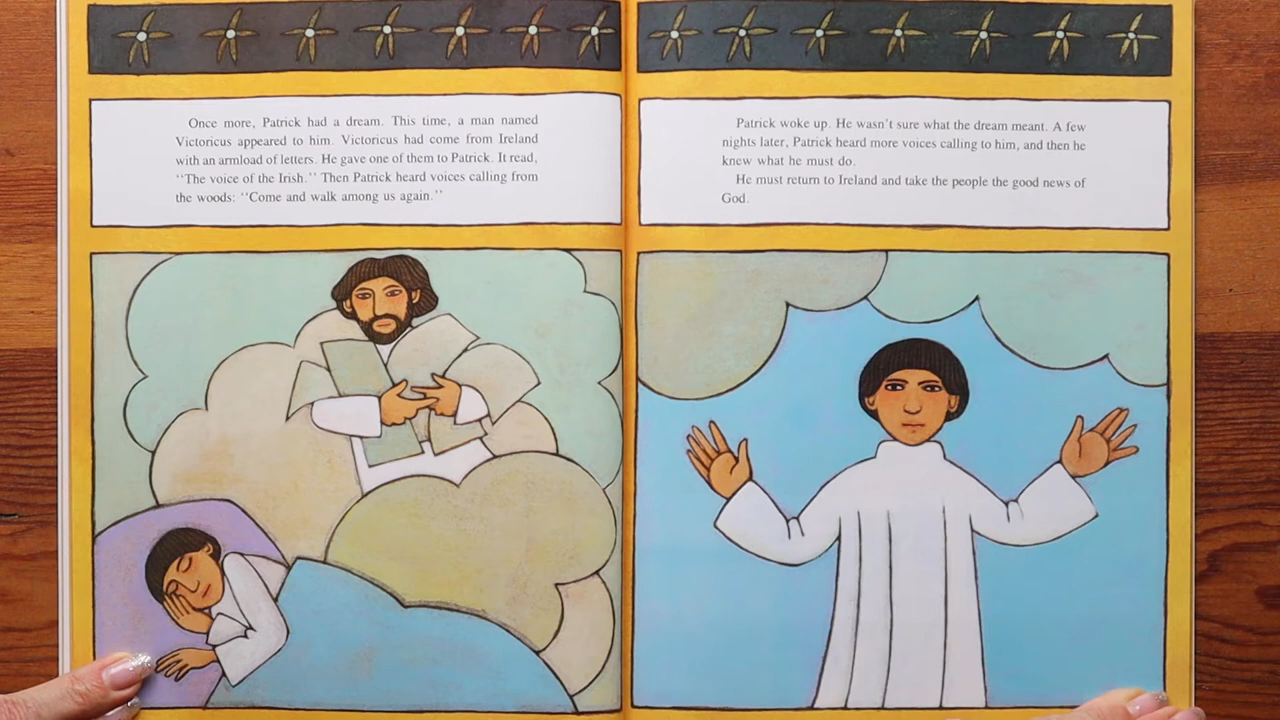 Once more, Patrick had a dream. This time, a man named
Victoricus appeared to him. Victoricus had come from Ireland
with an armload of letters. He gave one of them to Patrick. It read,
‘‘The voice of the Irish.’’ Then Patrick heard voices calling from
the woods: ‘‘Come and walk among us again.’’
Patrick woke up. He wasn’t sure what the dream meant. A few
nights later, Patrick heard more voices calling to him, and then he
knew what he must do.
He must return to Ireland and take the people the good news of
God.